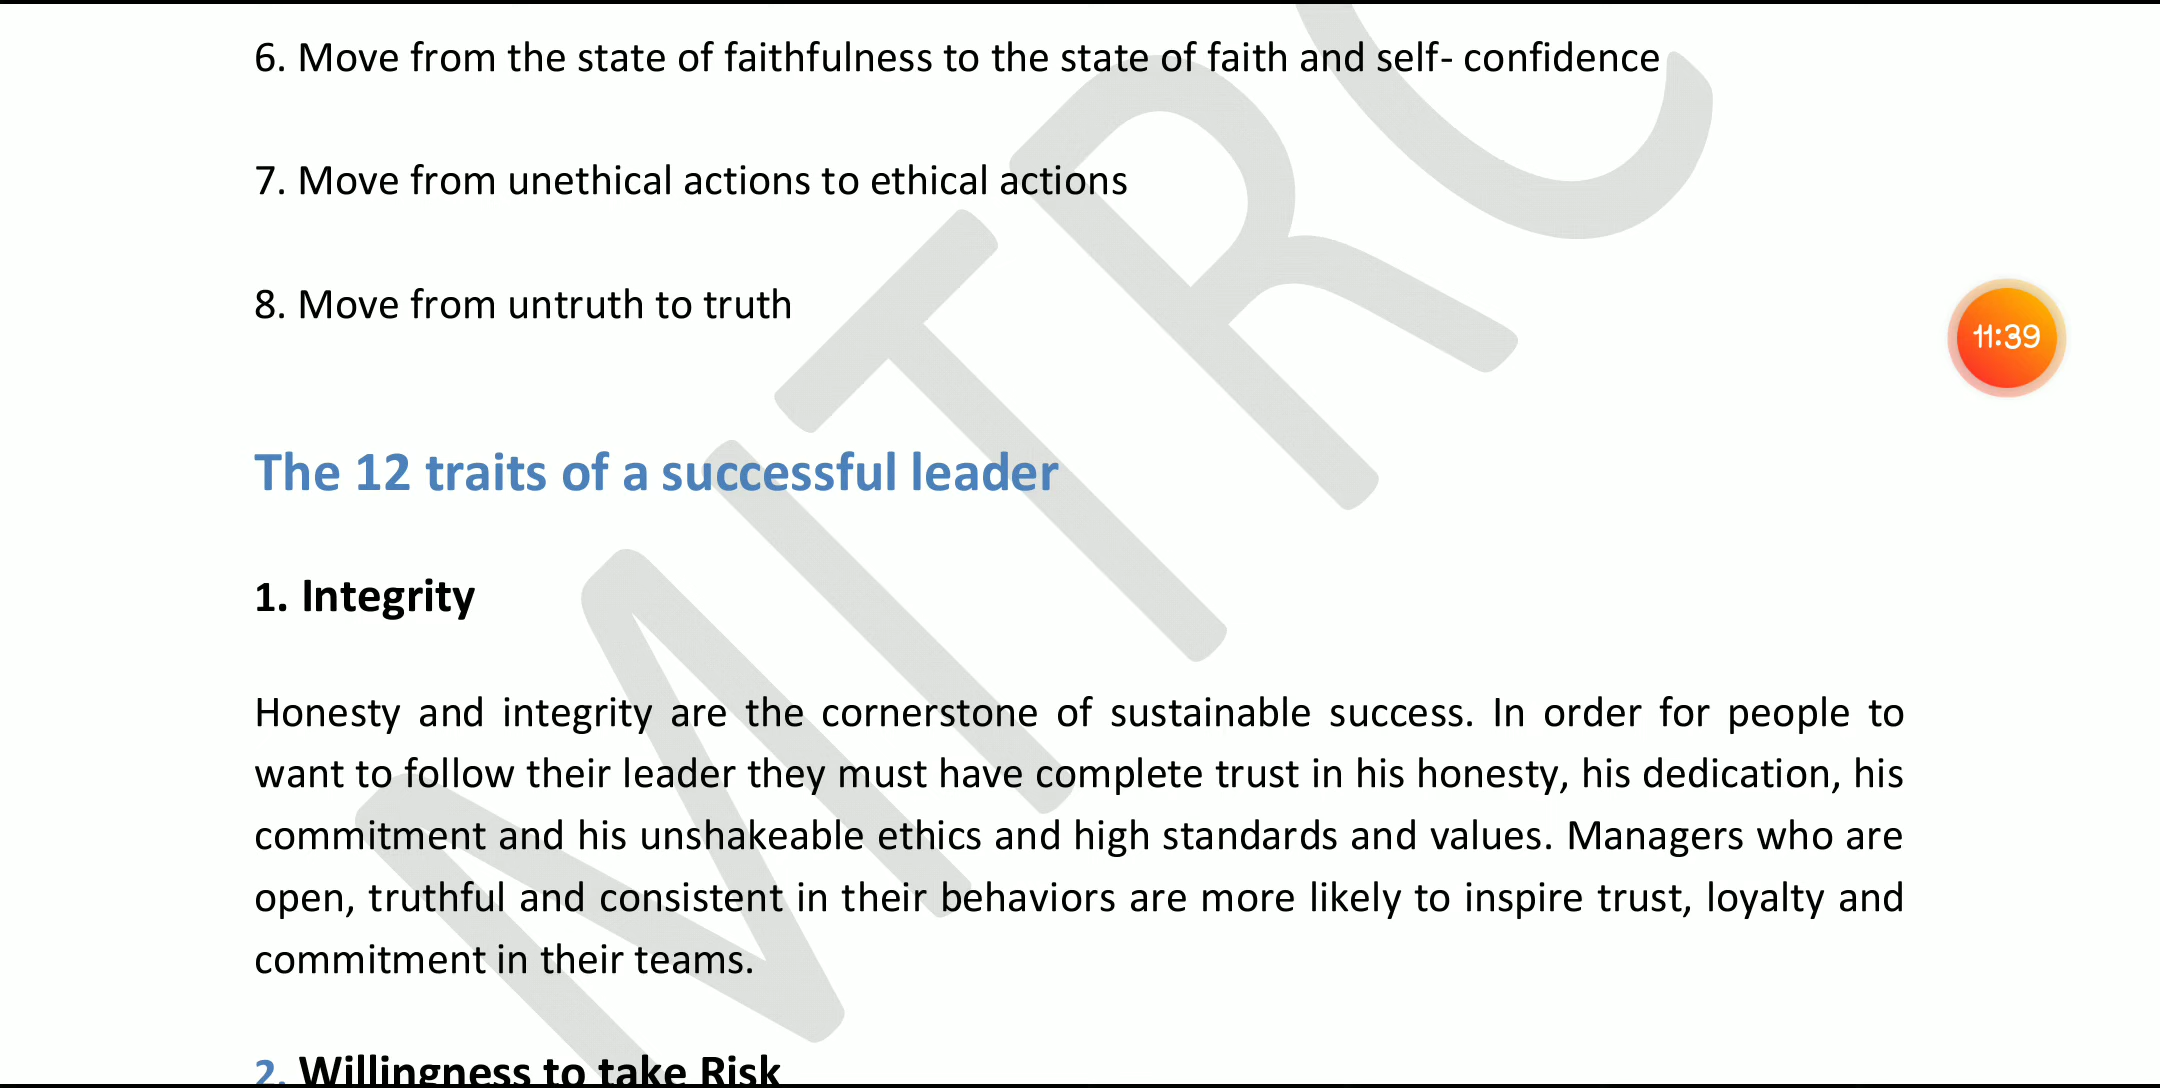 6. Move from the state of faithfulness to the state of faith and self- confidence
7. Move from unethical actions to ethical actions
8. Move from untruth to truth
11:39
The 12 traits of a successful leader
1. Integrity
Honesty and integrity are the cornerstone of sustainable success. In order for people to
want to follow their leader they must have complete trust in his honesty, his dedication, his
commitment and his unshakeable ethics and high standards and values. Managers who are
open, truthful and consistent in their behaviors are more likely to inspire trust, loyalty and
commitment in their teams.
2. Willingness to take Risk
MITRC